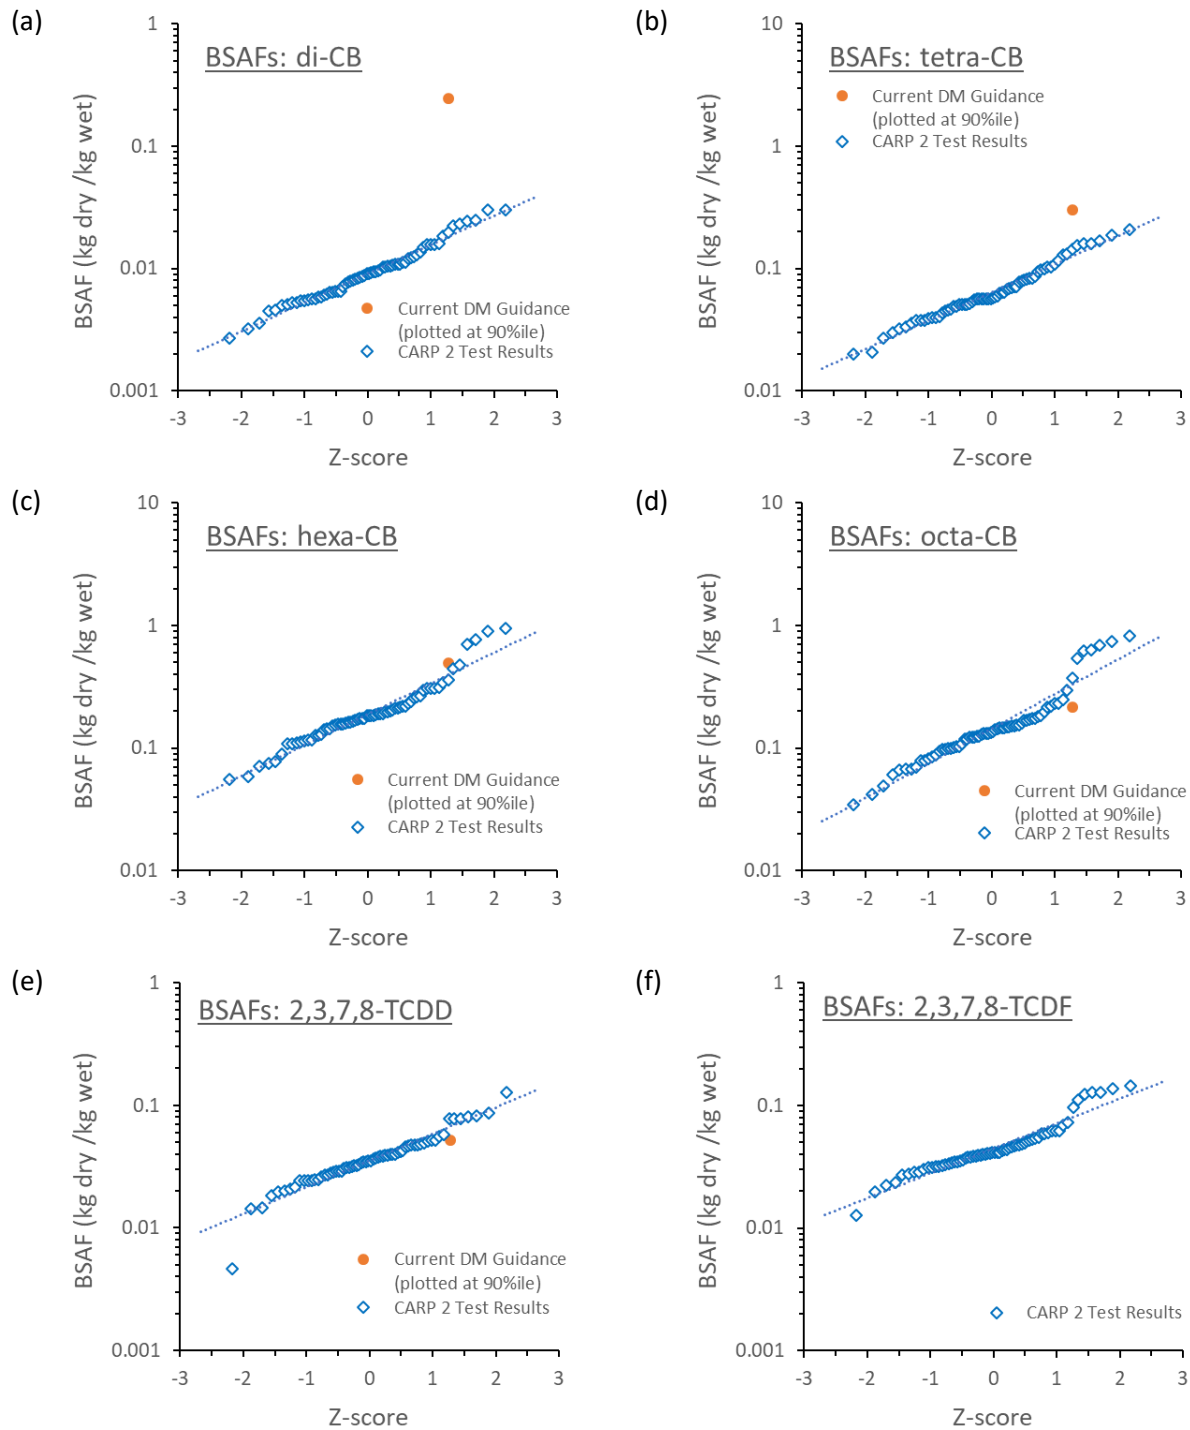 (a)
BSAFs: di-CB
BSAF (kg dry /kg wet)
1
0.1
0.01
0.001
Current DM Guidance
(plotted at 90%ile)
CARP 2 Test Results
-3 -2 -1 0 1 2 3
Z-score
(b)
BSAFs: tetra-CB
Current DM Guidance
(plotted at 90%ile)
CARP 2 Test Results
BSAF (kg dry /kg wet)
10
1
0.1
0.01
-3 -2 -1 0 1 2 3
Z-score
(c)
BSAFs: hexa-CB
BSAF (kg dry /kg wet)
10
1
0.1
0.01
Current DM Guidance
(plotted at 90%ile)
CARP 2 Test Results
-3 -2 -1 0 1 2 3
Z-score
(d)
BSAFs: octa-CB
BSAF (kg dry /kg wet)
10
1
0.1
0.01
Current DM Guidance
(plotted at 90%ile)
CARP 2 Test Results
-3 -2 -1 0 1 2 3
Z-score
(e)
BSAFs: 2,3,7,8-TCDD
BSAF (kg dry /kg wet)
1
0.1
0.01
0.001
Current DM Guidance
(plotted at 90%ile)
CARP 2 Test Results
-3 -2 -1 0 1 2 3
Z-score
(f)
BSAFs: 2,3,7,8-TCDF
BSAF (kg dry /kg wet)
1
0.1
0.01
0.001
CARP 2 Test Results
-3 -2 -1 0 1 2 3
Z-score